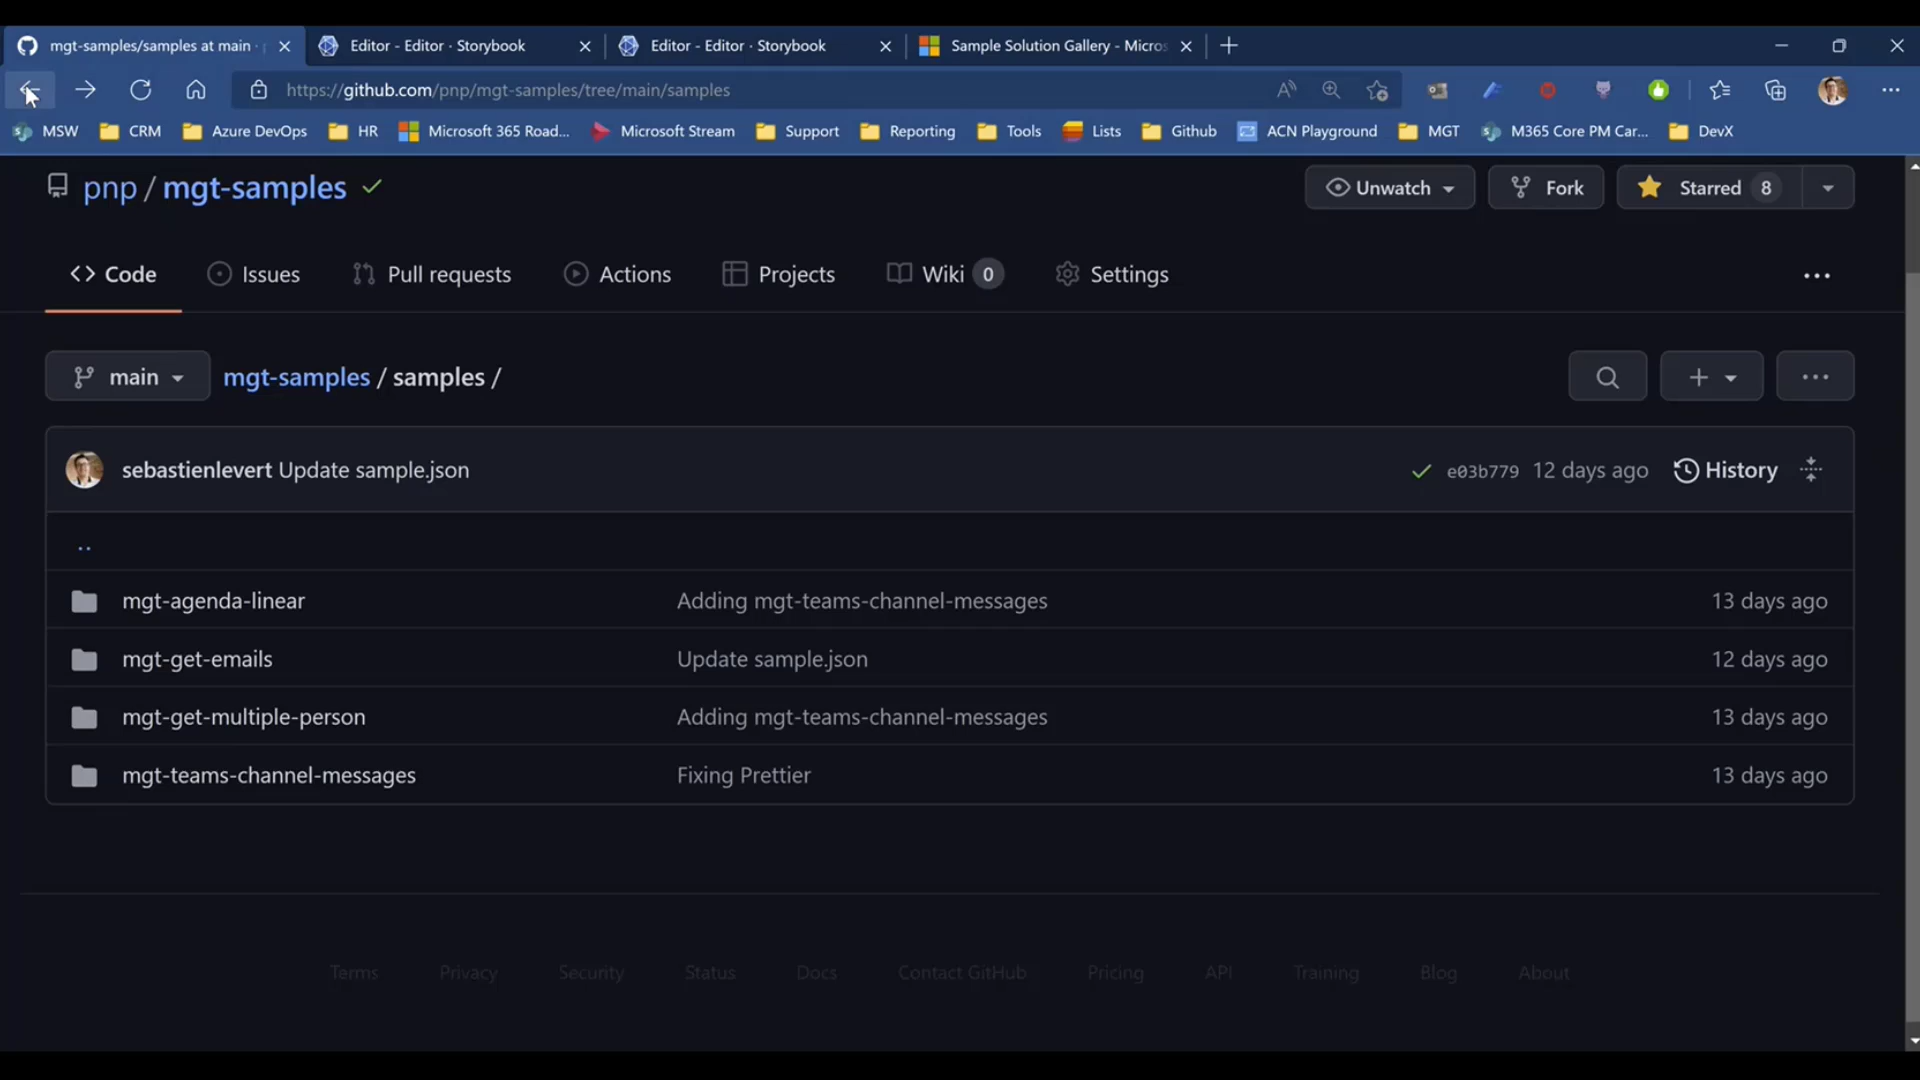 mgt-samples/samples at main · Editor - Editor · Storybook Editor - Editor · Storybook Sample Solution Gallery - Micros
https://github.com/pnp/mgt-samples/tree/main/samples
MSW CRM Azure DevOps HR Microsoft 365 Road... Microsoft Stream Support Reporting Tools Lists Github ACN Playground MGT M365 Core PM Car... DevX
pnp / mgt-samples Unwatch Fork Starred 8
Code Issues Pull requests Actions Projects Wiki 0 Settings ...
main mgt-samples / samples / ...
sebastienlevert Update sample.json e03b779 12 days ago History
..
mgt-agenda-linear Adding mgt-teams-channel-messages 13 days ago
mgt-get-emails Update sample.json 12 days ago
mgt-get-multiple-person Adding mgt-teams-channel-messages 13 days ago
mgt-teams-channel-messages Fixing Prettier 13 days ago
Terms Privacy Security Status Docs Contact GitHub Pricing API Training Blog About